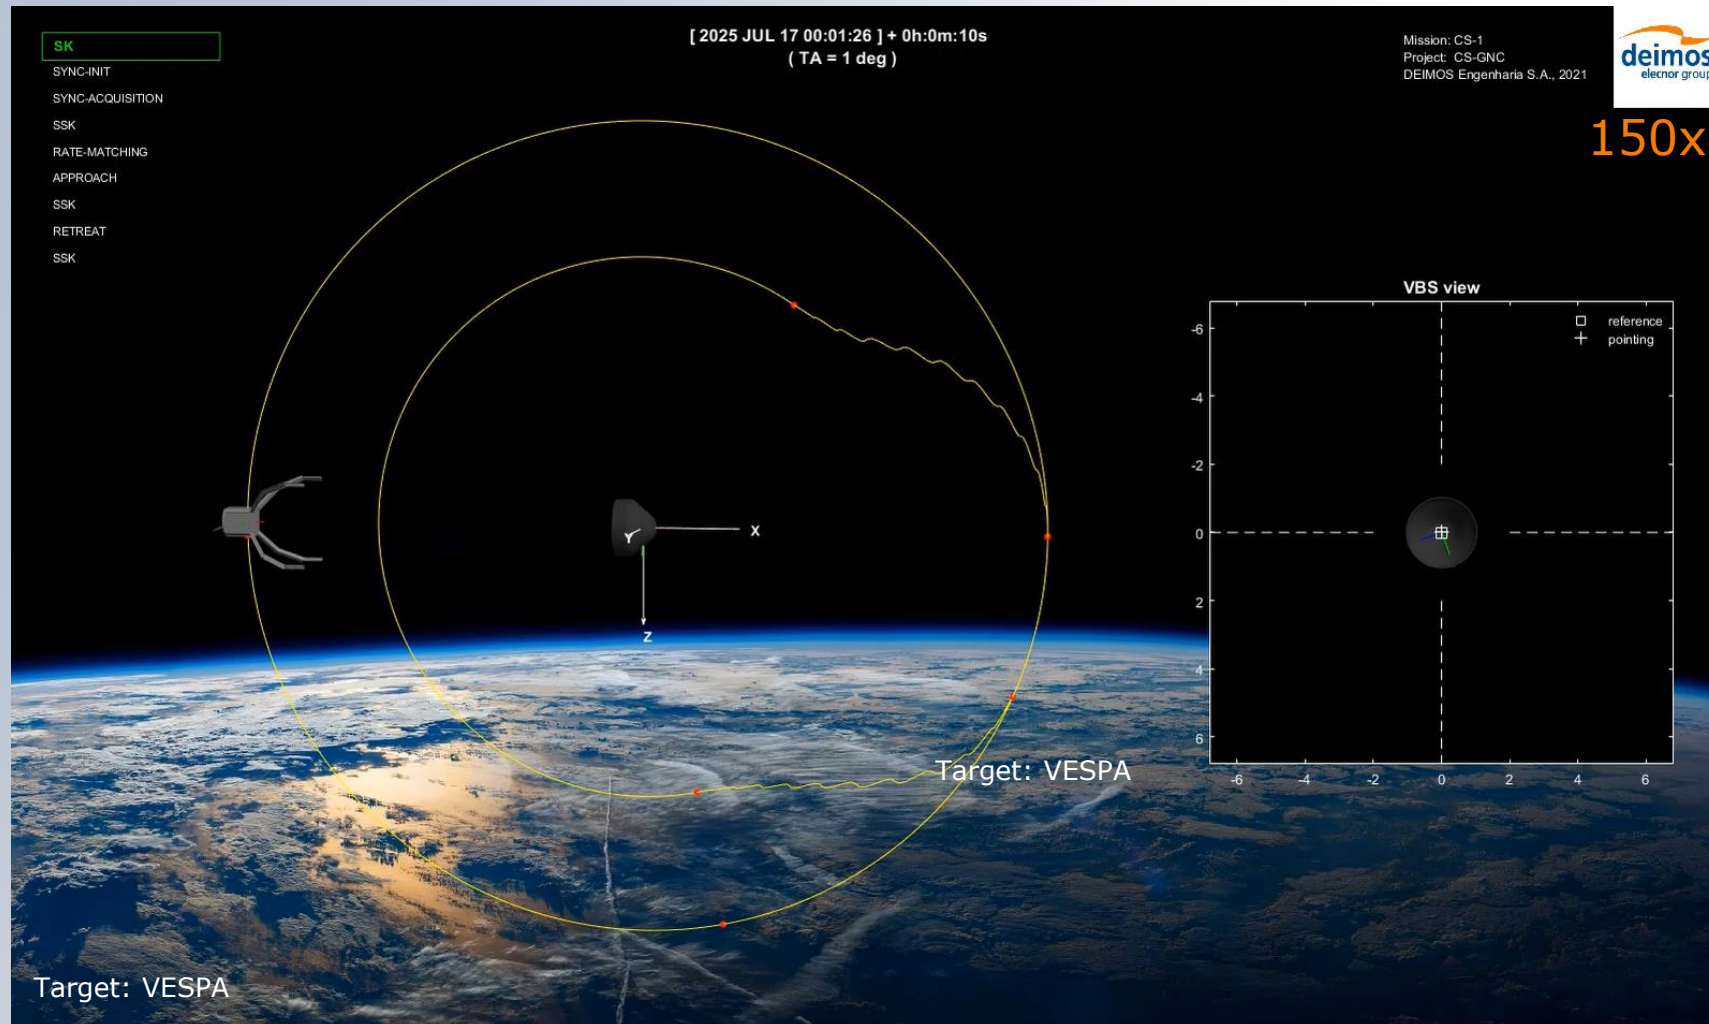 SK
SYNC-INIT
SYNC-ACQUISITION
SSK
RATE-MATCHING
APPROACH
SSK
RETREAT
SSK
[ 2025 JUL 17 00:01:26 ] + 0h:0m:10s
( TA = 1 deg )
Mission: CS-1
Project: CS-GNC
DEIMOS Engenharia S.A., 2021
deimos
elecnor group
150x
X
Y
Z
VBS view
reference
pointing
-6
-4
-2
0
2
4
6
-6 -4 -2 0 2 4 6
Target: VESPA
Target: VESPA